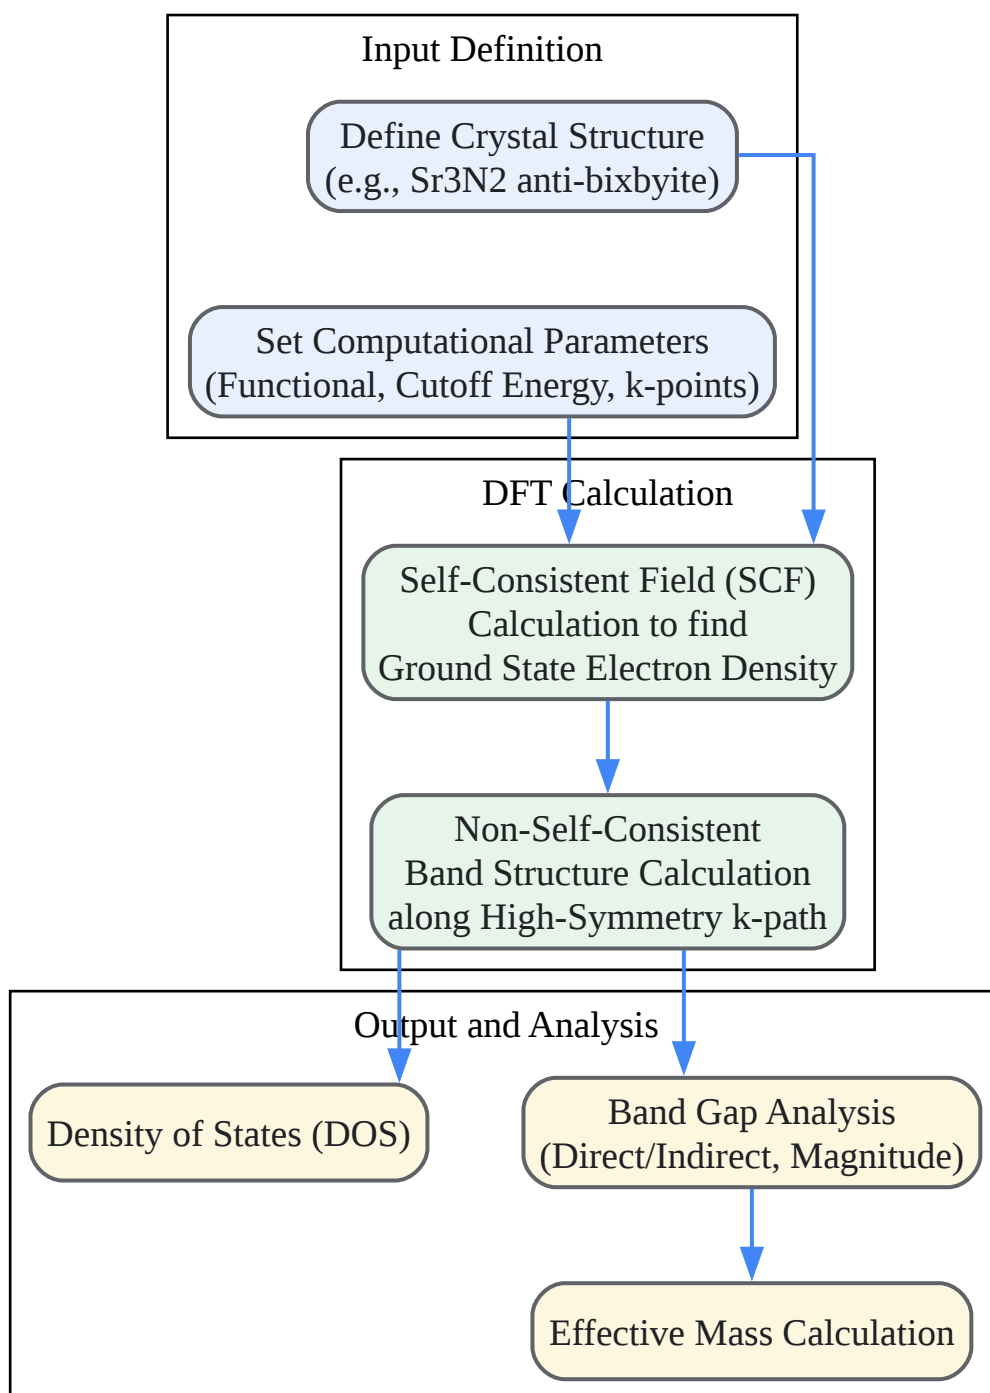 Input Definition
Define Crystal Structure
(e.g., Sr3N2 anti-bixbyite)
Set Computational Parameters
(Functional, Cutoff Energy, k-points)
DFT Calculation
Self-Consistent Field (SCF)
Calculation to find
Ground State Electron Density
Non-Self-Consistent
Band Structure Calculation
along High-Symmetry k-path
Output and Analysis
Density of States (DOS)
Band Gap Analysis
(Direct/Indirect, Magnitude)
Effective Mass Calculation